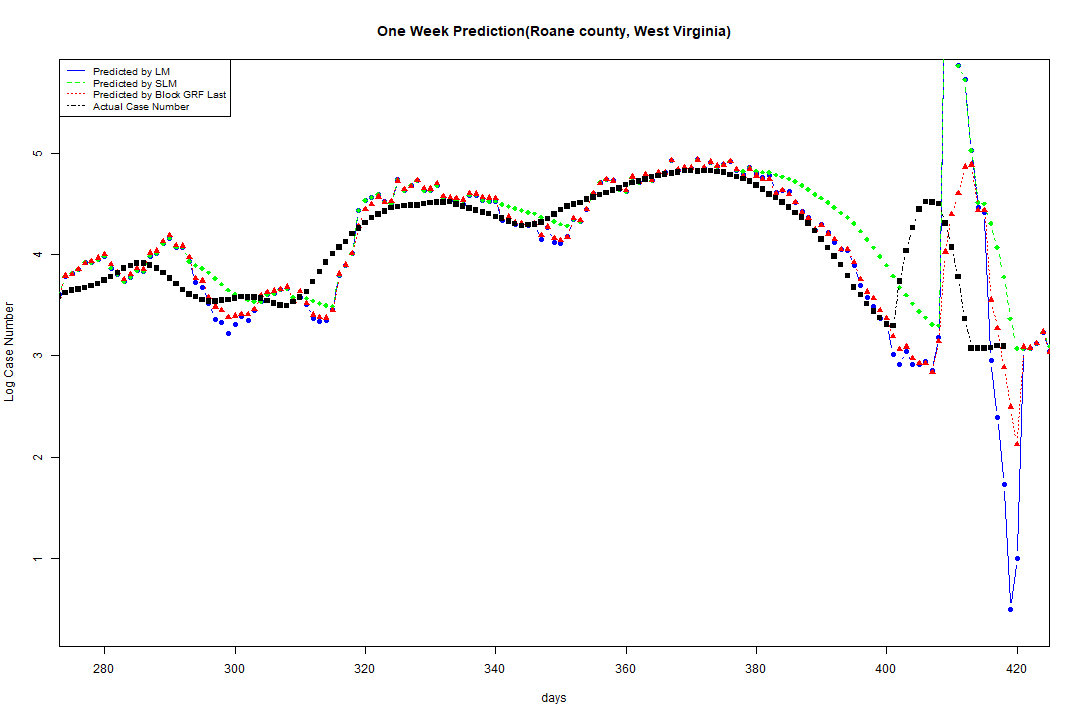 One Week Prediction(Roane county, West Virginia)
Predicted by LM
Predicted by SLM
Predicted by Block GRF Last
Actual Case Number
Log Case Number
5
4
3
2
1
280 300 320 340 360 380 400 420
days